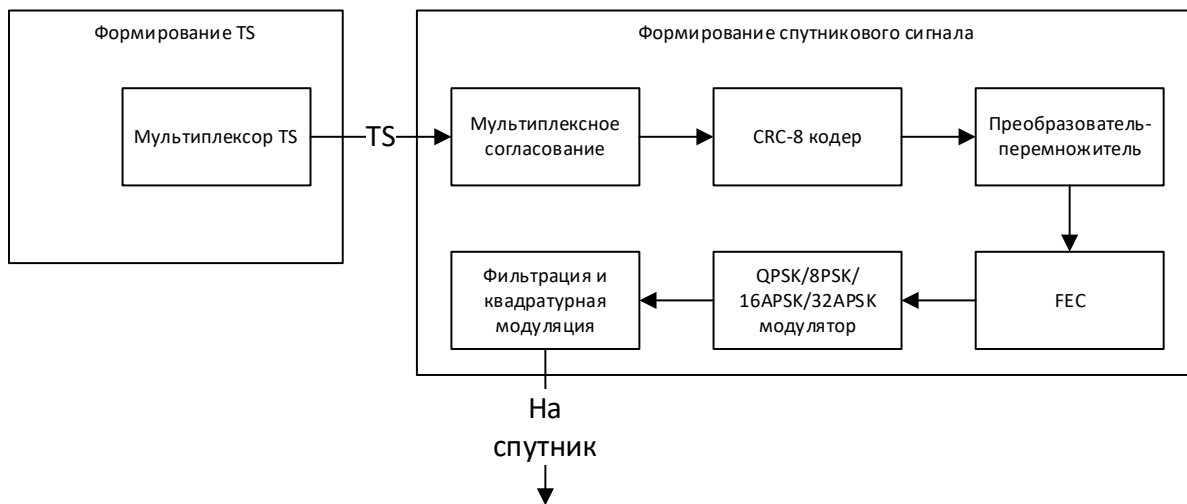 Формирование TS
Формирование спутникового сигнала
Мультиплексор TS
TS
Мультиплексное
согласование
CRC-8 кодер
Преобразователь-
перемножитель
Фильтрация и
квадратурная
модуляция
QPSK/8PSK/
16APSK/32APSK
модулятор
FEC
На
спутник